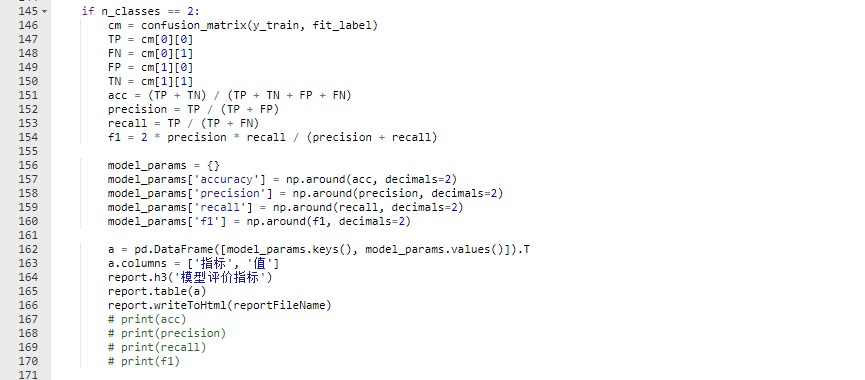 145 if n_classes == 2:
146 cm = confusion_matrix(y_train, fit_label)
147 TP = cm[0][0]
148 FN = cm[0][1]
149 FP = cm[1][0]
150 TN = cm[1][1]
151 acc = (TP + TN) / (TP + TN + FP + FN)
152 precision = TP / (TP + FP)
153 recall = TP / (TP + FN)
154 f1 = 2 * precision * recall / (precision + recall)
155
156 model_params = {}
157 model_params['accuracy'] = np.around(acc, decimals=2)
158 model_params['precision'] = np.around(precision, decimals=2)
159 model_params['recall'] = np.around(recall, decimals=2)
160 model_params['f1'] = np.around(f1, decimals=2)
161
162 a = pd.DataFrame([model_params.keys(), model_params.values()]).T
163 a.columns = ['指标', '值']
164 report.h3('模型评价指标')
165 report.table(a)
166 report.writeToHtml(reportFileName)
167 # print(acc)
168 # print(precision)
169 # print(recall)
170 # print(f1)
171